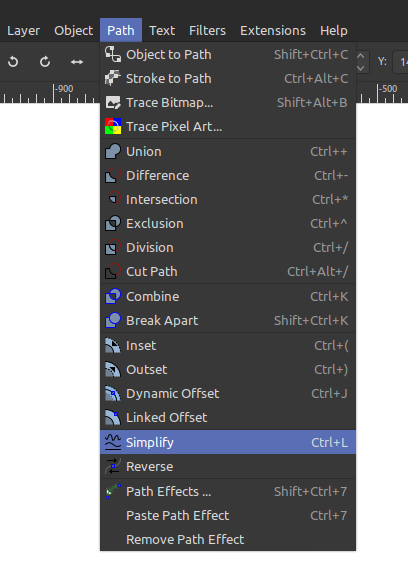 Layer Object Path Text Filters Extensions Help
Y: 14
-900 -500
Object to Path Shift+Ctrl+C
Stroke to Path Ctrl+Alt+C
Trace Bitmap... Shift+Alt+B
Trace Pixel Art...
Union Ctrl++
Difference Ctrl+-
Intersection Ctrl+*
Exclusion Ctrl+^
Division Ctrl+/
Cut Path Ctrl+Alt+/
Combine Ctrl+K
Break Apart Shift+Ctrl+K
Inset Ctrl+(
Outset Ctrl+)
Dynamic Offset Ctrl+J
Linked Offset
Simplify Ctrl+L
Reverse
Path Effects ... Shift+Ctrl+7
Paste Path Effect Ctrl+7
Remove Path Effect